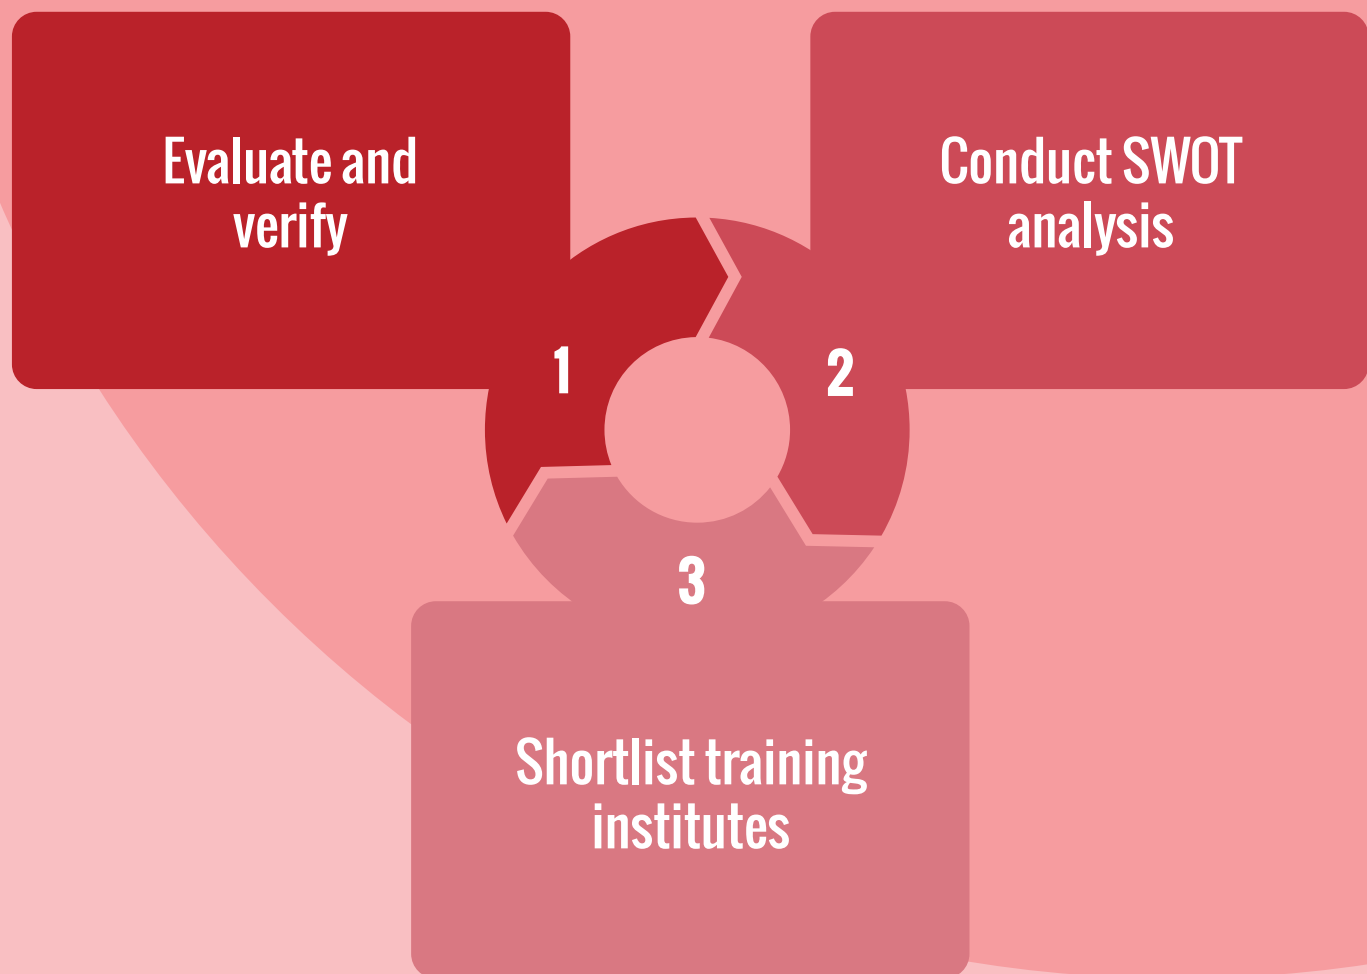 Evaluate and
verify
1
Conduct SWOT
analysis
2
3
Shortlist training
institutes